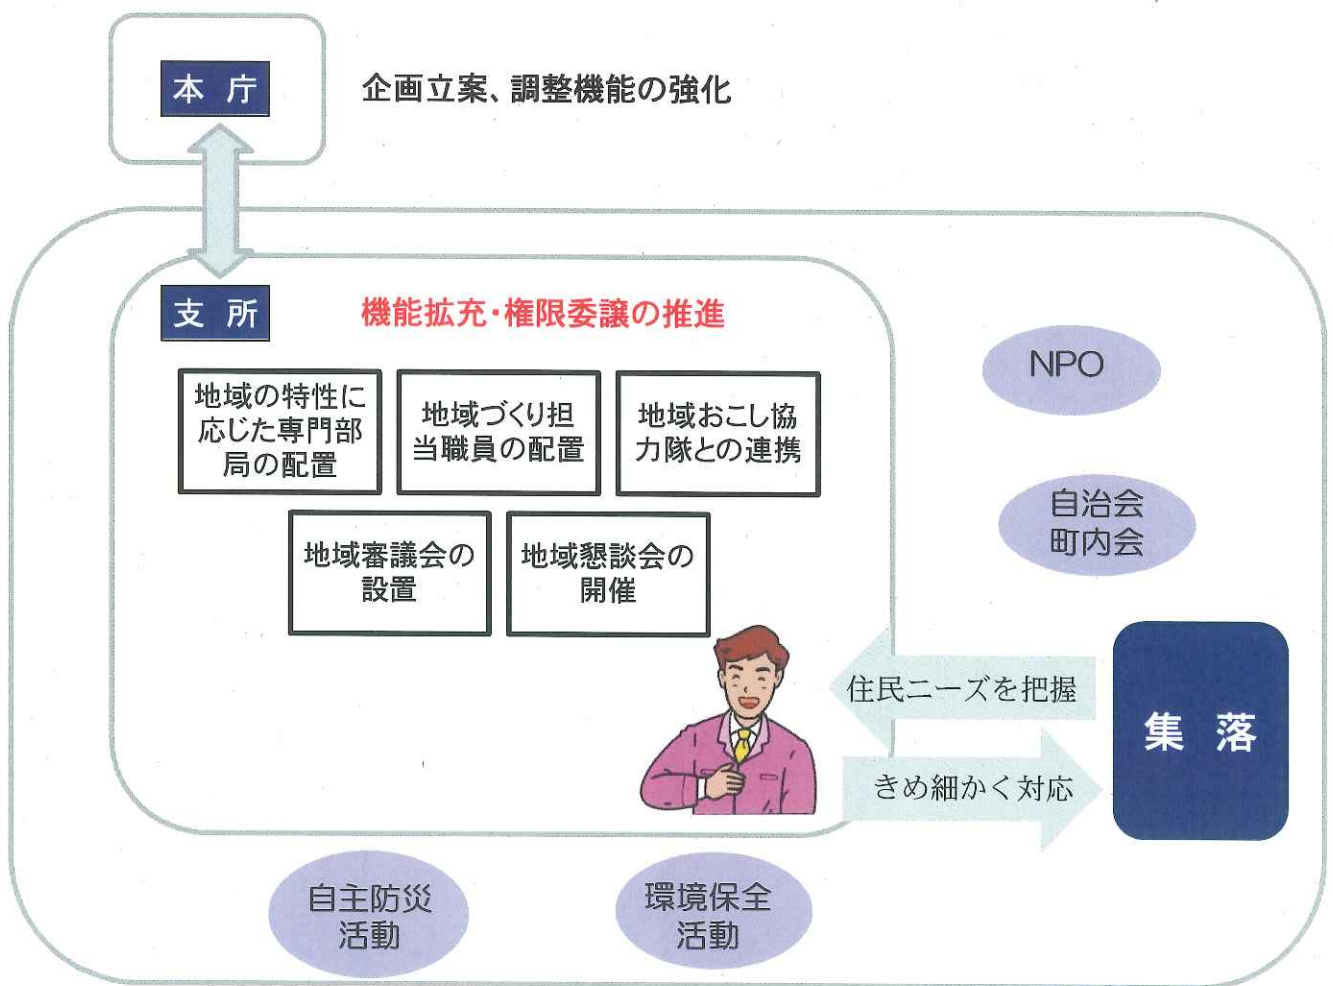 本庁
企画立案、調整機能の強化
支所
機能拡充・権限委譲の推進
地域の特性に
応じた専門部
局の配置
地域づくり担
当職員の配置
地域おこし協
力隊との連携
地域審議会の
設置
地域懇談会の
開催
NPO
自治会
町内会
住民ニーズを把握
きめ細かく対応
集落
自主防災
活動
環境保全
活動